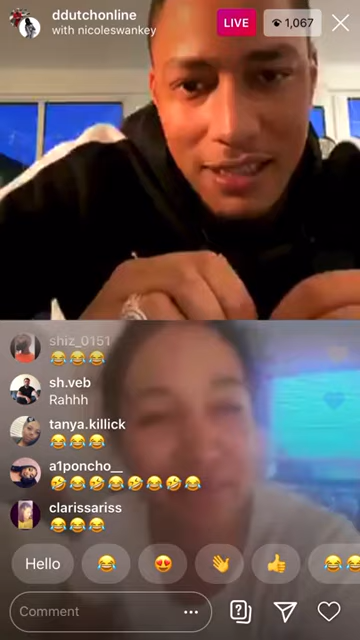 ddutchonline
with nicoleswankey
LIVE
1,067
shiz_0151
😂😂😂
sh.veb
Rahhh
tanya.killick
😂😂😂
a1poncho__
🤣😂🤣😂🤣😂🤣😂
clarissariss
😂😂😂
Hello 😂 😍 👋 👍 😂😂
Comment